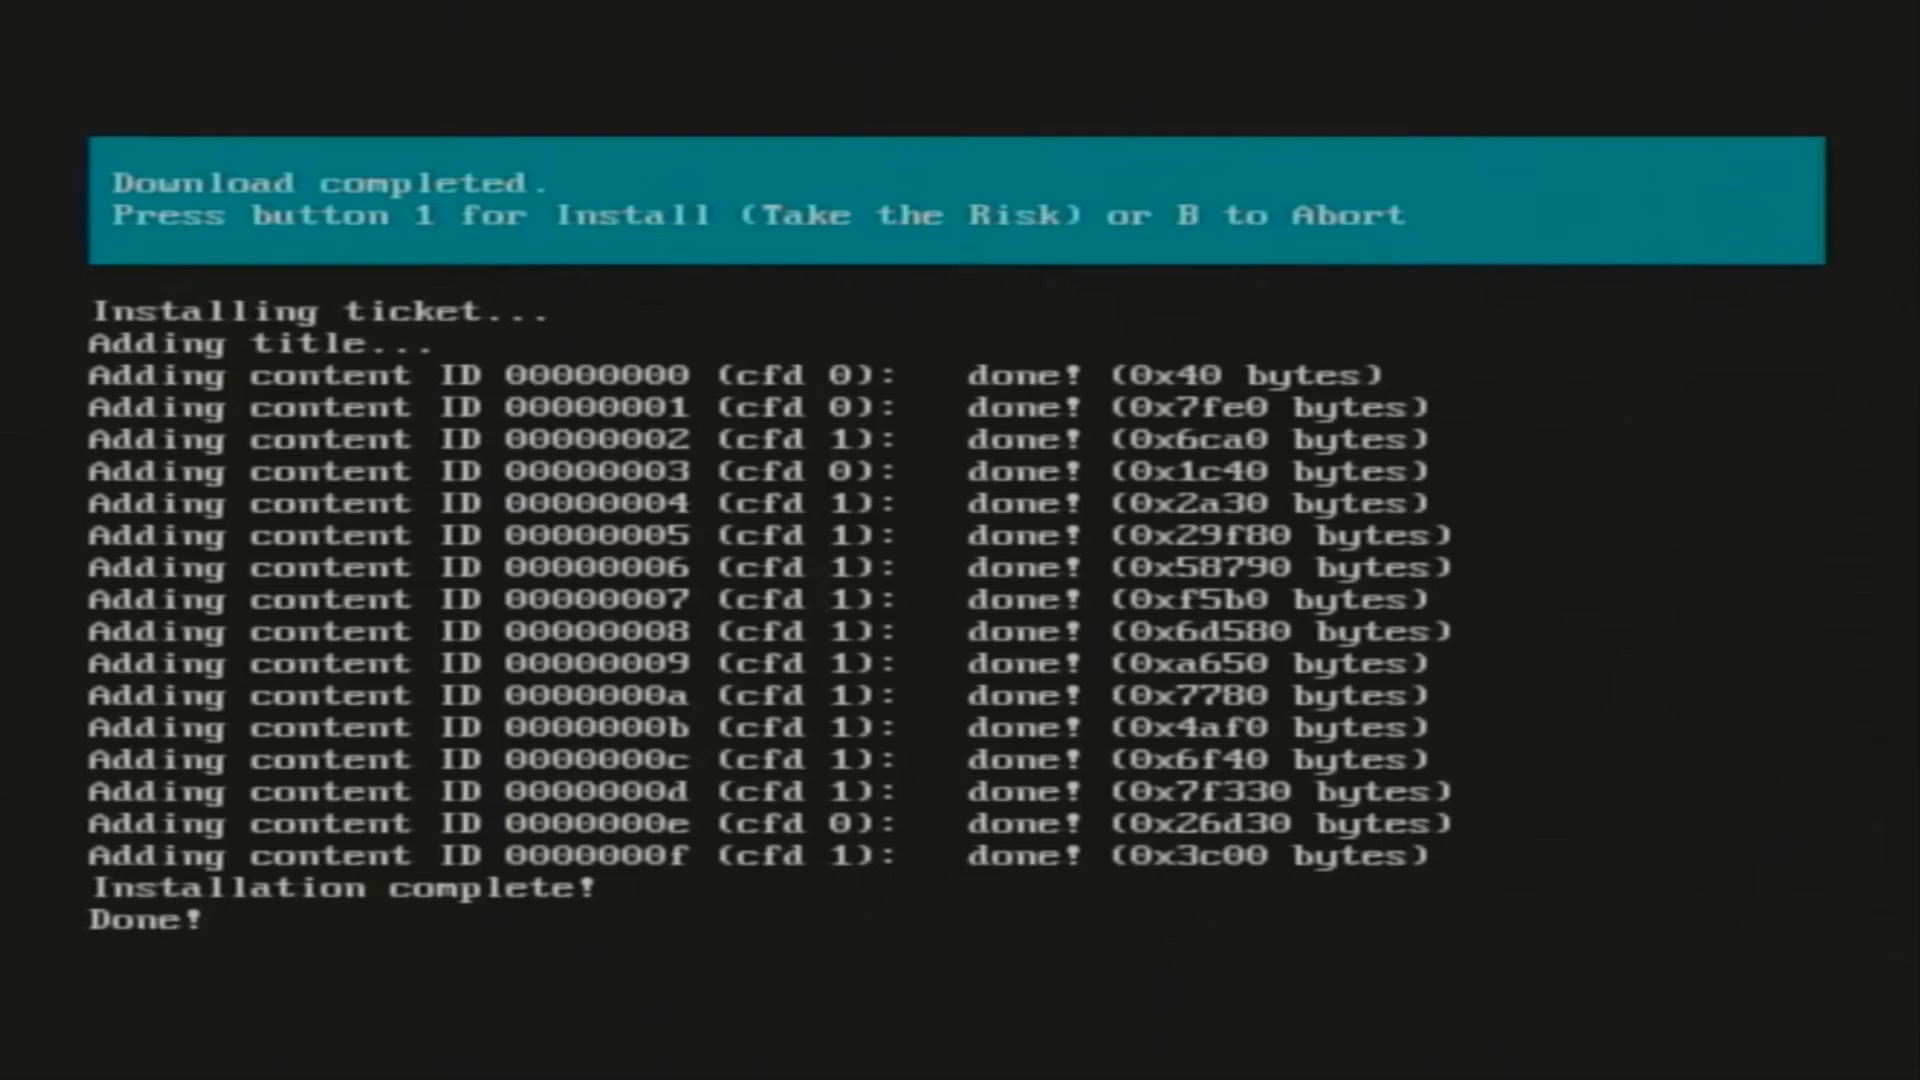 Download completed.
Press button 1 for Install (Take the Risk) or B to Abort
Installing ticket...
Adding title...
Adding content ID 00000000 (cfd 0): done! (0x40 bytes)
Adding content ID 00000001 (cfd 0): done! (0x7fe0 bytes)
Adding content ID 00000002 (cfd 1): done! (0x6ca0 bytes)
Adding content ID 00000003 (cfd 0): done! (0x1c40 bytes)
Adding content ID 00000004 (cfd 1): done! (0x2a30 bytes)
Adding content ID 00000005 (cfd 1): done! (0x29f80 bytes)
Adding content ID 00000006 (cfd 1): done! (0x58790 bytes)
Adding content ID 00000007 (cfd 1): done! (0xf5b0 bytes)
Adding content ID 00000008 (cfd 1): done! (0x6d580 bytes)
Adding content ID 00000009 (cfd 1): done! (0xa650 bytes)
Adding content ID 0000000a (cfd 1): done! (0x7780 bytes)
Adding content ID 0000000b (cfd 1): done! (0x4af0 bytes)
Adding content ID 0000000c (cfd 1): done! (0x6f40 bytes)
Adding content ID 0000000d (cfd 1): done! (0x7f330 bytes)
Adding content ID 0000000e (cfd 0): done! (0x26d30 bytes)
Adding content ID 0000000f (cfd 1): done! (0x3c00 bytes)
Installation complete!
Done!